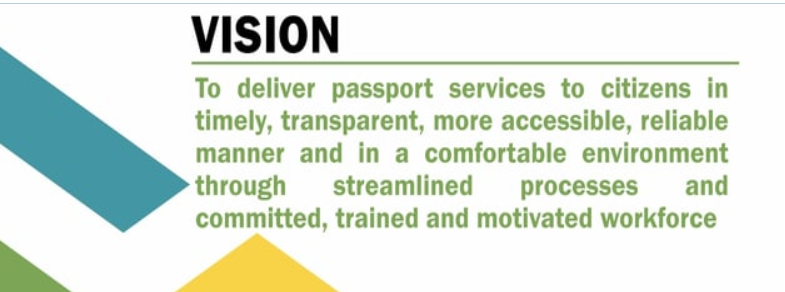 VISION
To deliver passport services to citizens in
timely, transparent, more accessible, reliable
manner and in a comfortable environment
through streamlined processes and
committed, trained and motivated workforce